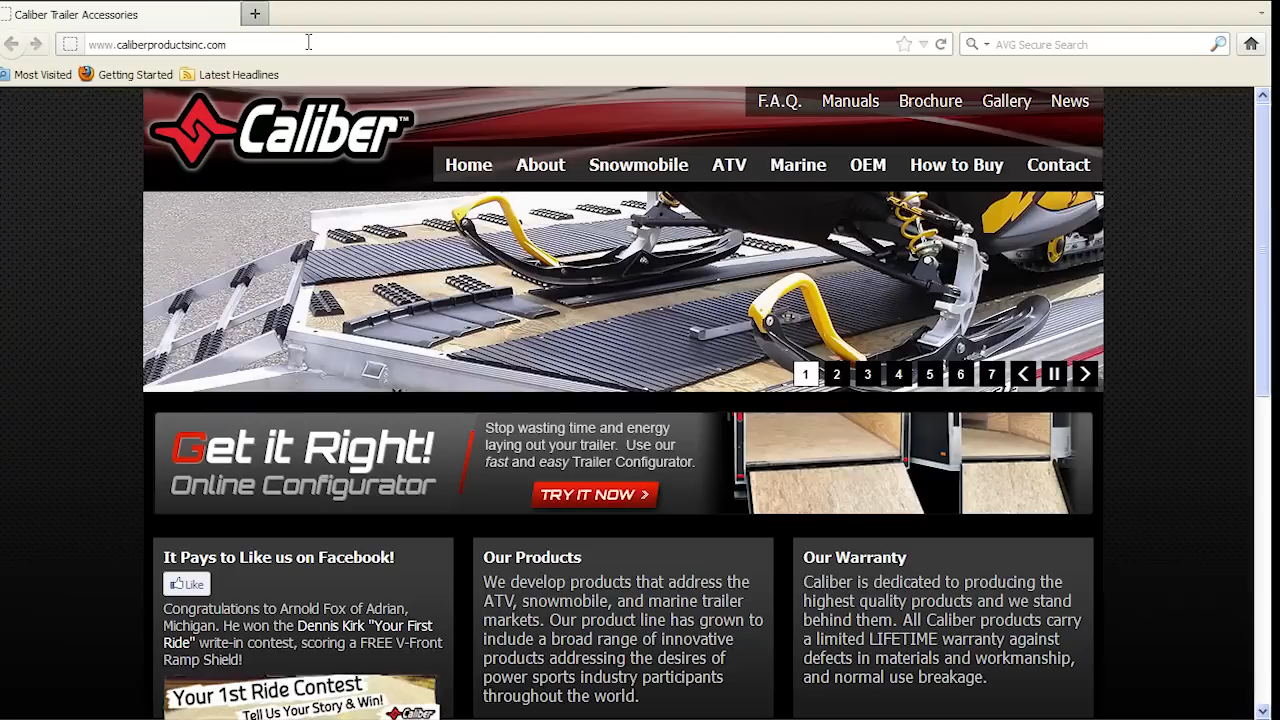 Caliber Trailer Accessories
www.caliberproductsinc.com
AVG Secure Search
Most Visited
Getting Started
Latest Headlines
F.A.Q.
Manuals
Brochure
Gallery
News
Caliber™
Home
About
Snowmobile
ATV
Marine
OEM
How to Buy
Contact
1 2 3 4 5 6 7
Get it Right!
Online Configurator
Stop wasting time and energy
laying out your trailer. Use our
fast and easy Trailer Configurator.
TRY IT NOW >
It Pays to Like us on Facebook!
Like
Congratulations to Arnold Fox of Adrian,
Michigan. He won the Dennis Kirk "Your First
Ride" write-in contest, scoring a FREE V-Front
Ramp Shield!
Your 1st Ride Contest
Tell Us Your Story & Win!
Caliber
Our Products
We develop products that address the
ATV, snowmobile, and marine trailer
markets. Our product line has grown to
include a broad range of innovative
products addressing the desires of
power sports industry participants
throughout the world.
Our Warranty
Caliber is dedicated to producing the
highest quality products and we stand
behind them. All Caliber products carry
a limited LIFETIME warranty against
defects in materials and workmanship,
and normal use breakage.